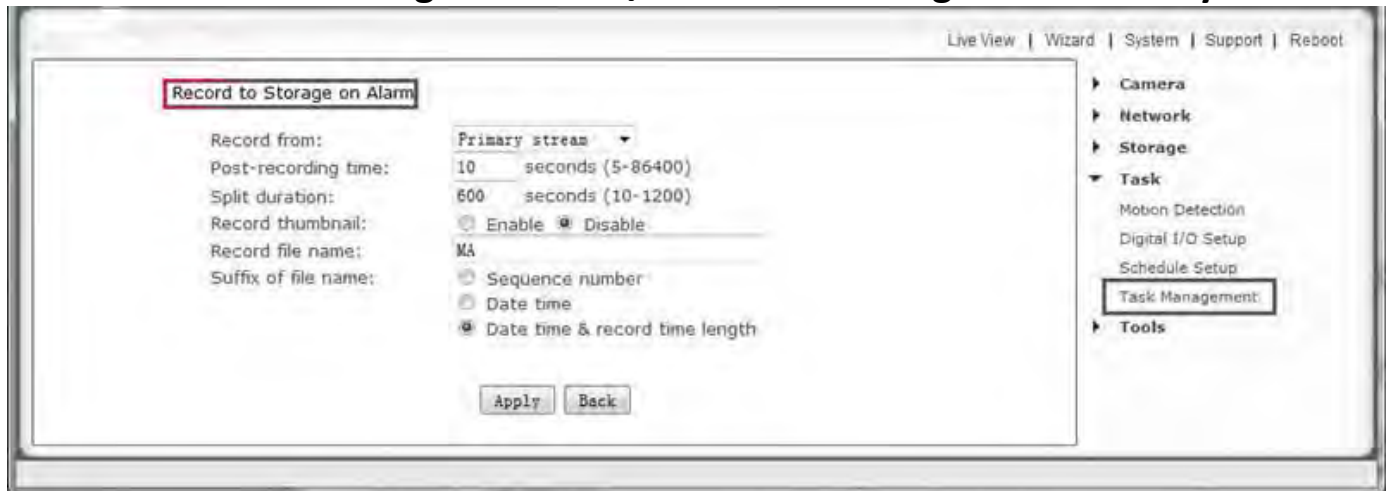 Live View | Wizard | System | Support | Reboot
Record to Storage on Alarm
Record from: Primary stream
Post-recording time: 10 seconds (5-86400)
Split duration: 600 seconds (10-1200)
Record thumbnail: Enable Disable
Record file name: MA
Suffix of file name: Sequence number
Date time
Date time & record time length
Apply Back
Camera
Network
Storage
Task
Motion Detection
Digital I/O Setup
Schedule Setup
Task Management
Tools